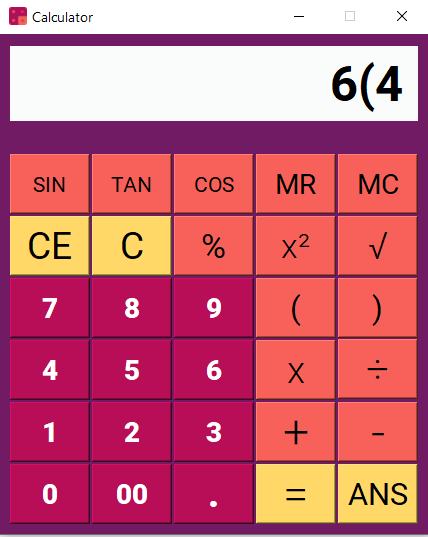 Calculator
6(4
SIN TAN COS MR MC
CE C % x² √
7 8 9 ( )
4 5 6 x ÷
1 2 3 + -
0 00 . = ANS